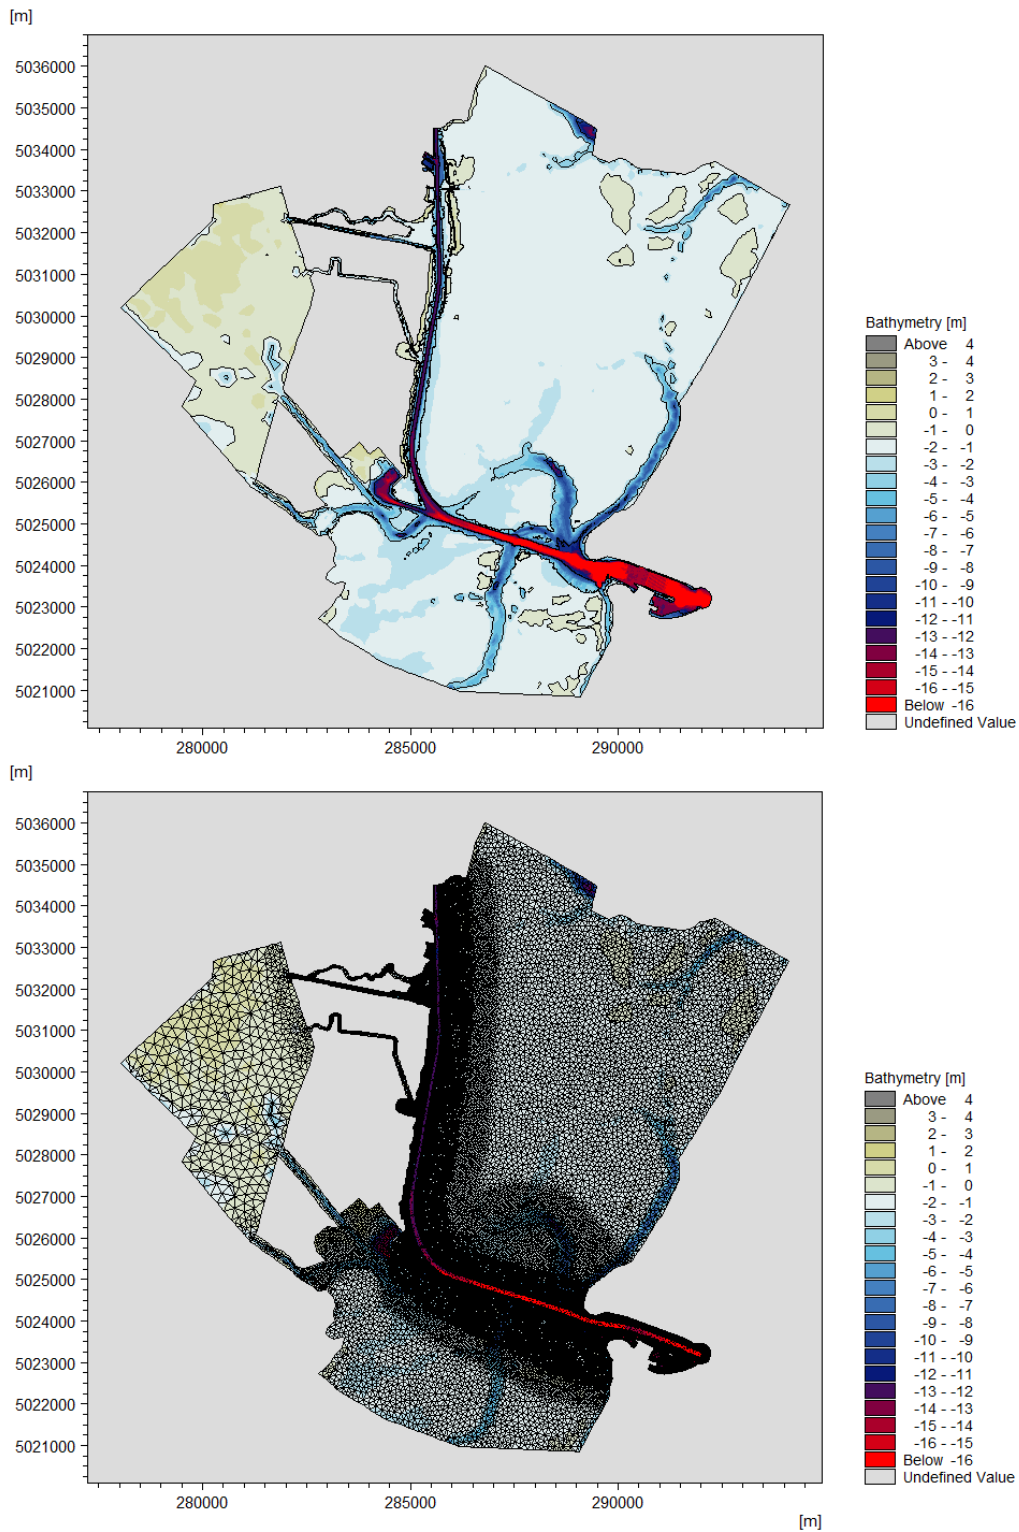 [m]
5036000
5035000
5034000
5033000
5032000
5031000
5030000
5029000
5028000
5027000
5026000
5025000
5024000
5023000
5022000
5021000
280000 285000 290000
Bathymetry [m]
Above 4
3 - 4
2 - 3
1 - 2
0 - 1
-1 - 0
-2 - -1
-3 - -2
-4 - -3
-5 - -4
-6 - -5
-7 - -6
-8 - -7
-9 - -8
-10 - -9
-11 - -10
-12 - -11
-13 - -12
-14 - -13
-15 - -14
-16 - -15
Below -16
Undefined Value
[m]
5036000
5035000
5034000
5033000
5032000
5031000
5030000
5029000
5028000
5027000
5026000
5025000
5024000
5023000
5022000
5021000
280000 285000 290000
[m]
Bathymetry [m]
Above 4
3 - 4
2 - 3
1 - 2
0 - 1
-1 - 0
-2 - -1
-3 - -2
-4 - -3
-5 - -4
-6 - -5
-7 - -6
-8 - -7
-9 - -8
-10 - -9
-11 - -10
-12 - -11
-13 - -12
-14 - -13
-15 - -14
-16 - -15
Below -16
Undefined Value